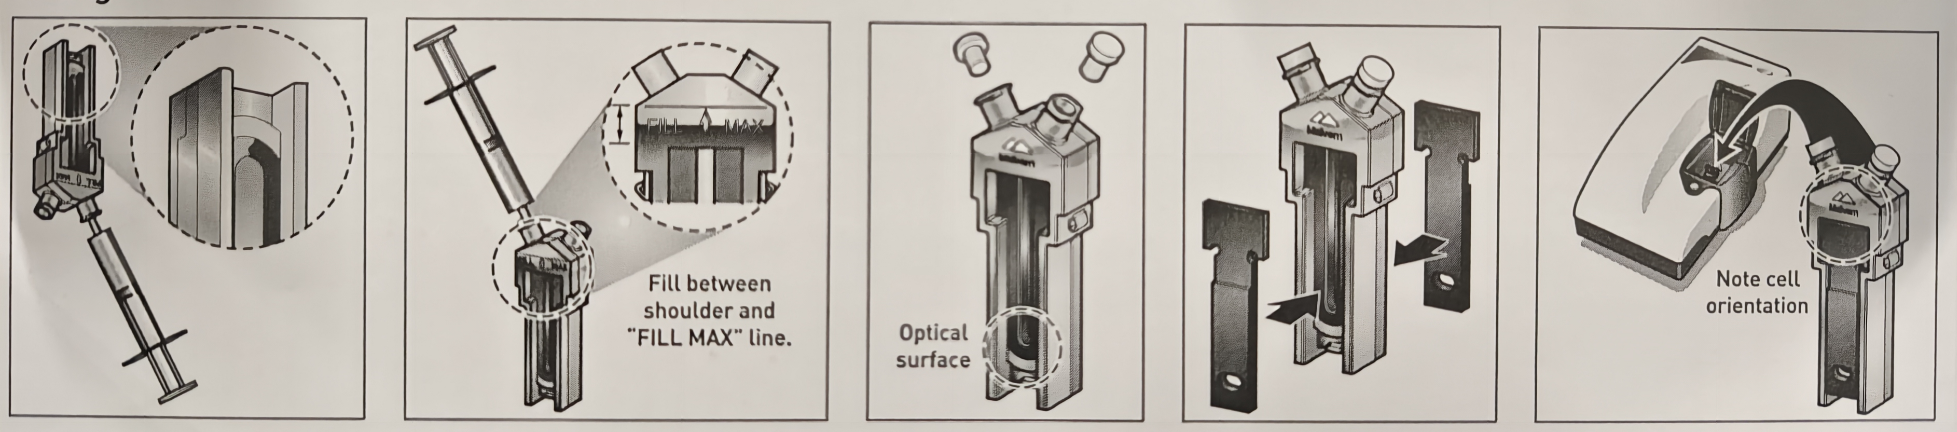 FILL MAX
Fill between
shoulder and
"FILL MAX" line.
Malvern
Optical
surface
Malvern
Malvern
Note cell
orientation